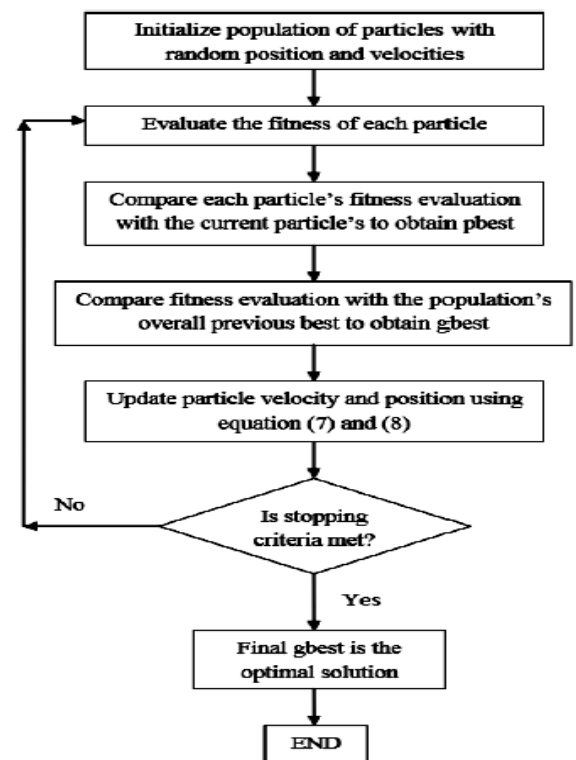 Initialize population of particles with
random position and velocities
Evaluate the fitness of each particle
Compare each particle's fitness evaluation
with the current particle's to obtain pbest
Compare fitness evaluation with the population's
overall previous best to obtain gbest
Update particle velocity and position using
equation (7) and (8)
No
Is stopping
criteria met?
Yes
Final gbest is the
optimal solution
END